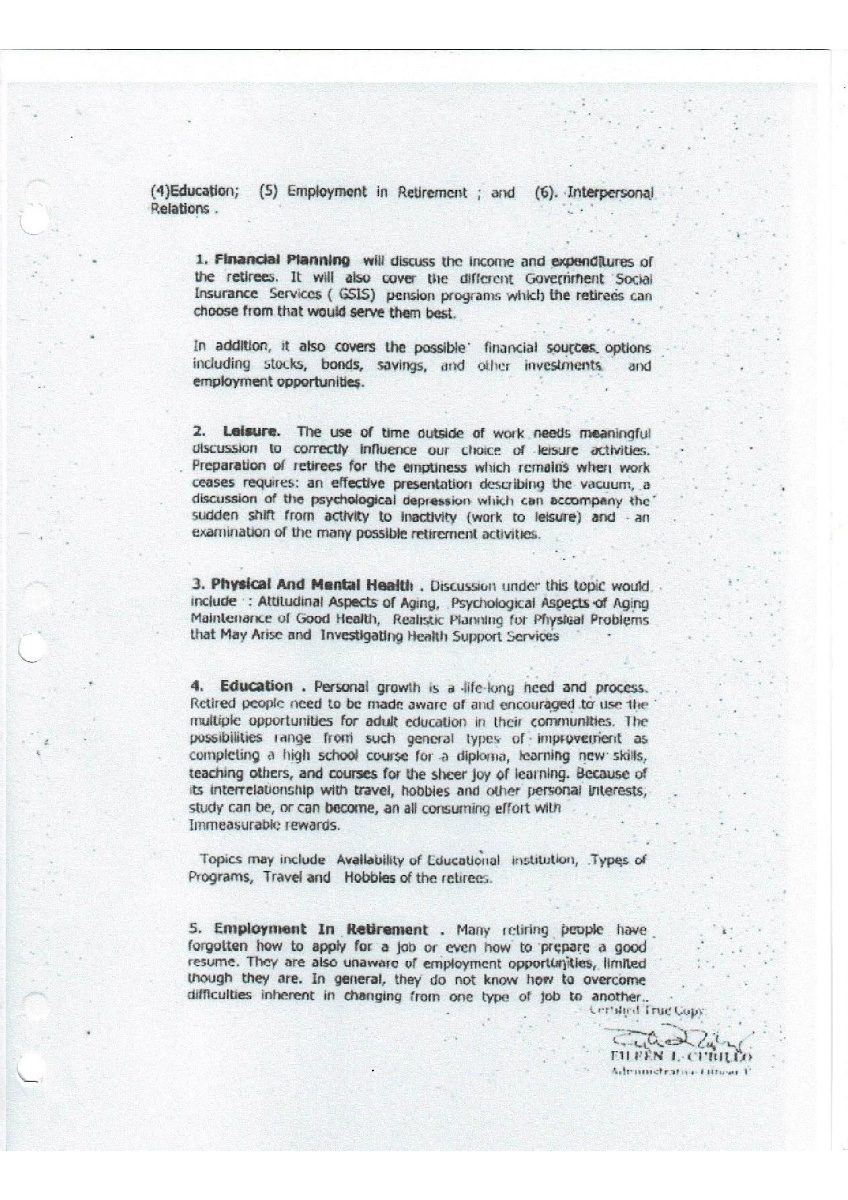 (4)Education; (5) Employment in Retirement ; and (6). Interpersonal
Relations .
1. Financial Planning will discuss the income and expenditures of
the retirees. It will also cover the different Government Social
Insurance Services ( GSIS) pension programs which the retirees can
choose from that would serve them best.
In addition, it also covers the possible financial sources, options
including stocks, bonds, savings, and other investments and
employment opportunities.
2. Leisure. The use of time outside of work needs meaningful
discussion to correctly influence our choice of leisure activities.
Preparation of retirees for the emptiness which remains when work
ceases requires: an effective presentation describing the vacuum, a
discussion of the psychological depression which can accompany the
sudden shift from activity to inactivity (work to leisure) and an
examination of the many possible retirement activities.
3. Physical And Mental Health . Discussion under this topic would
include : Attitudinal Aspects of Aging, Psychological Aspects of Aging
Maintenance of Good Health, Realistic Planning for Physical Problems
that May Arise and Investigating Health Support Services
4. Education . Personal growth is a life-long need and process.
Retired people need to be made aware of and encouraged to use the
multiple opportunities for adult education in their communities. The
possibilities range from such general types of improvement as
completing a high school course for a diploma, learning new skills,
teaching others, and courses for the sheer joy of learning. Because of
its interrelationship with travel, hobbies and other personal interests,
study can be, or can become, an all consuming effort with
Immeasurable rewards.
Topics may include Availability of Educational institution, Types of
Programs, Travel and Hobbies of the retirees.
5. Employment In Retirement . Many retiring people have
forgotten how to apply for a job or even how to prepare a good
resume. They are also unaware of employment opportunities, limited
though they are. In general, they do not know how to overcome
difficulties inherent in changing from one type of job to another..
Certified True Copy
EILEEN L. CUBILLO
Administrative Officer V